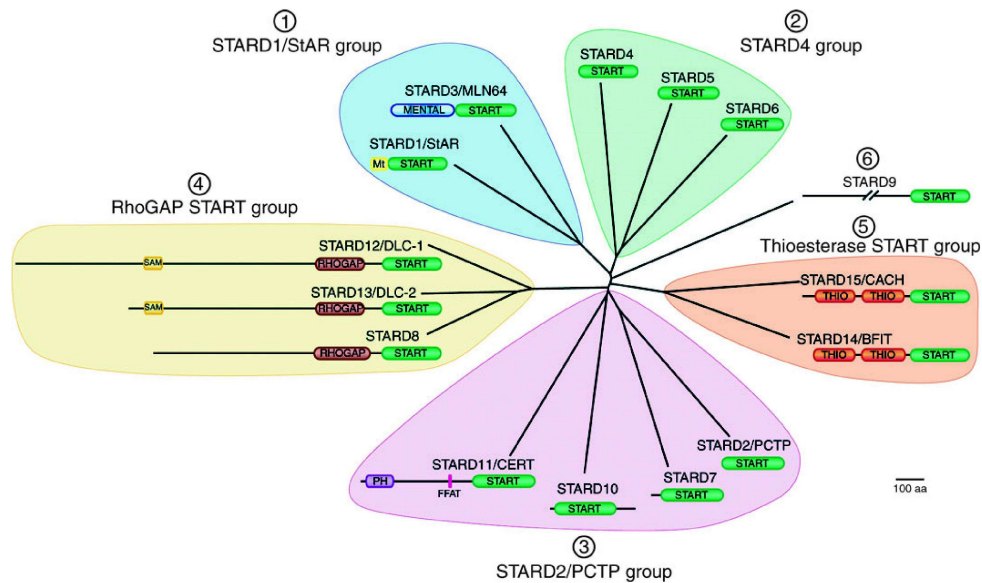 ①
STARD1/StAR group
②
STARD4 group
STARD3/MLN64
MENTAL START
STARD1/StAR
Mt START
STARD4
START
STARD5
START
STARD6
START
⑥
STARD9
START
④
RhoGAP START group
STARD12/DLC-1
SAM RHOGAP START
STARD13/DLC-2
SAM RHOGAP START
STARD8
RHOGAP START
⑤
Thioesterase START group
STARD15/CACH
THIO THIO START
STARD14/BFIT
THIO THIO START
STARD11/CERT
PH FFAT START
STARD10
START
STARD7
START
STARD2/PCTP
START
100 aa
③
STARD2/PCTP group